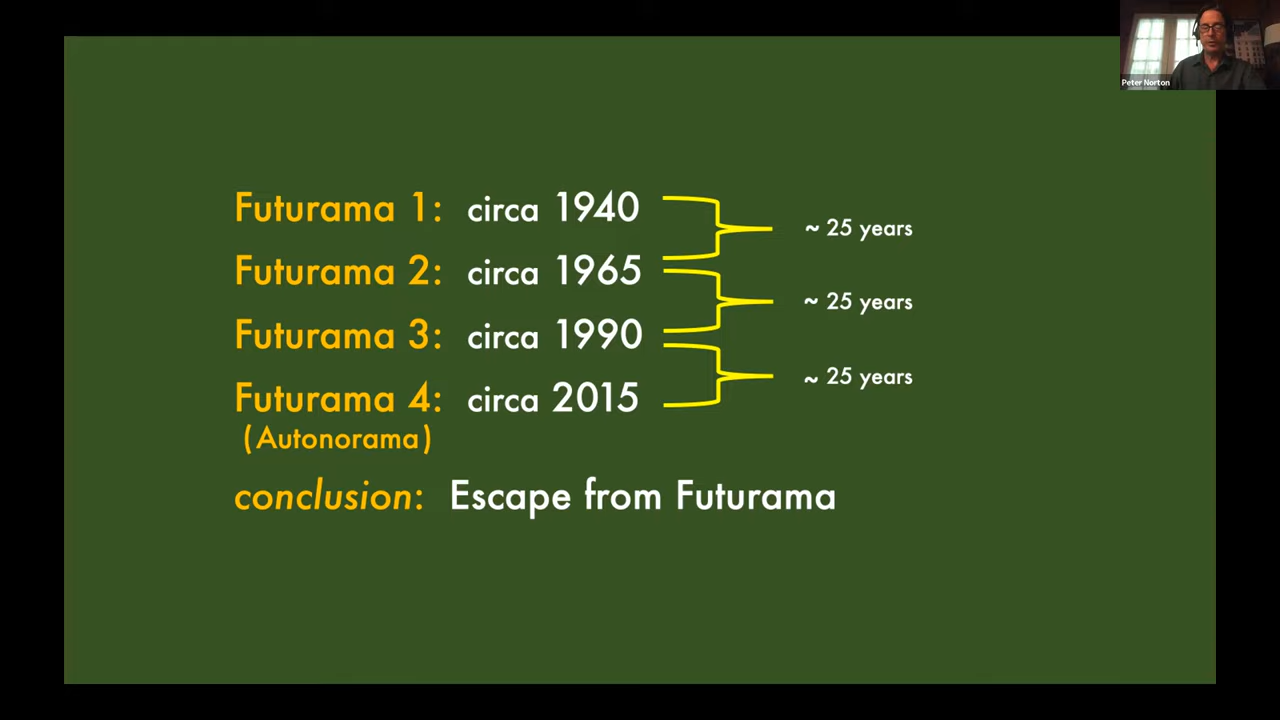 Peter Norton
Futurama 1: circa 1940
~ 25 years
Futurama 2: circa 1965
~ 25 years
Futurama 3: circa 1990
~ 25 years
Futurama 4: circa 2015
(Autonorama)
conclusion: Escape from Futurama